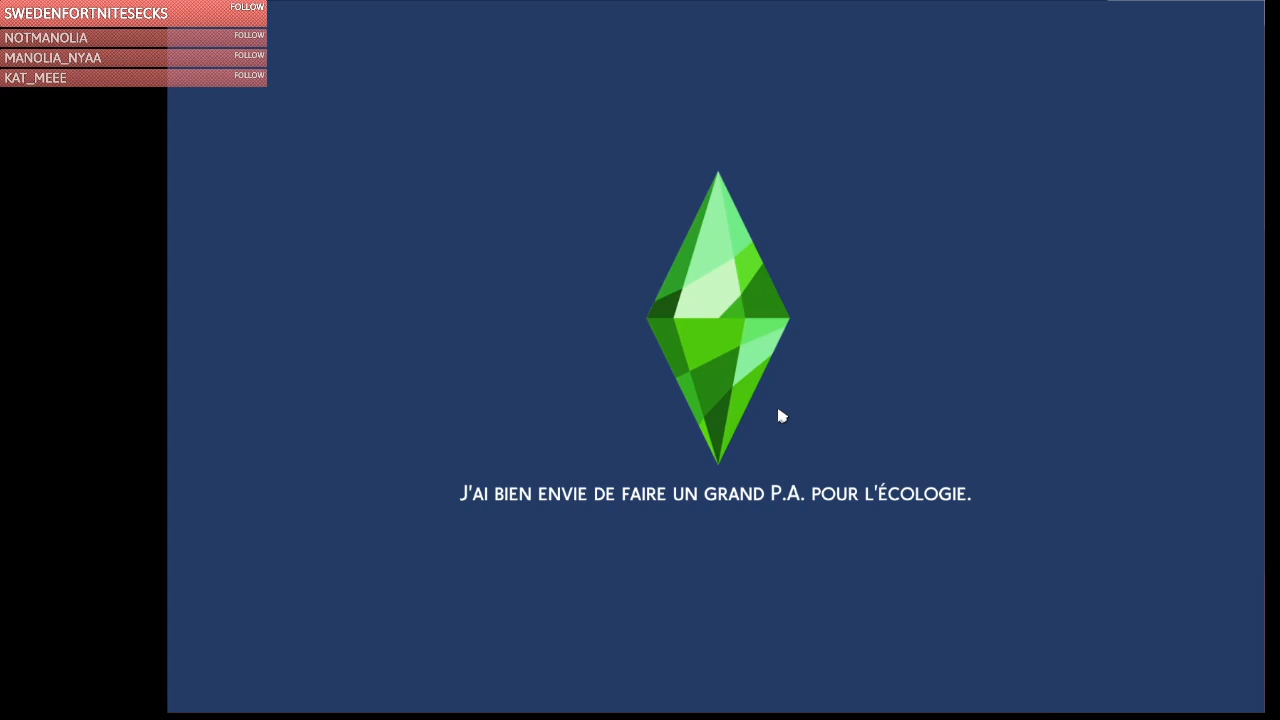 SWEDENFORTNITESECKS FOLLOW
NOTMANOLIA FOLLOW
MANOLIA_NYAA FOLLOW
KAT_MEEE FOLLOW
J'AI BIEN ENVIE DE FAIRE UN GRAND P.A. POUR L'ÉCOLOGIE.